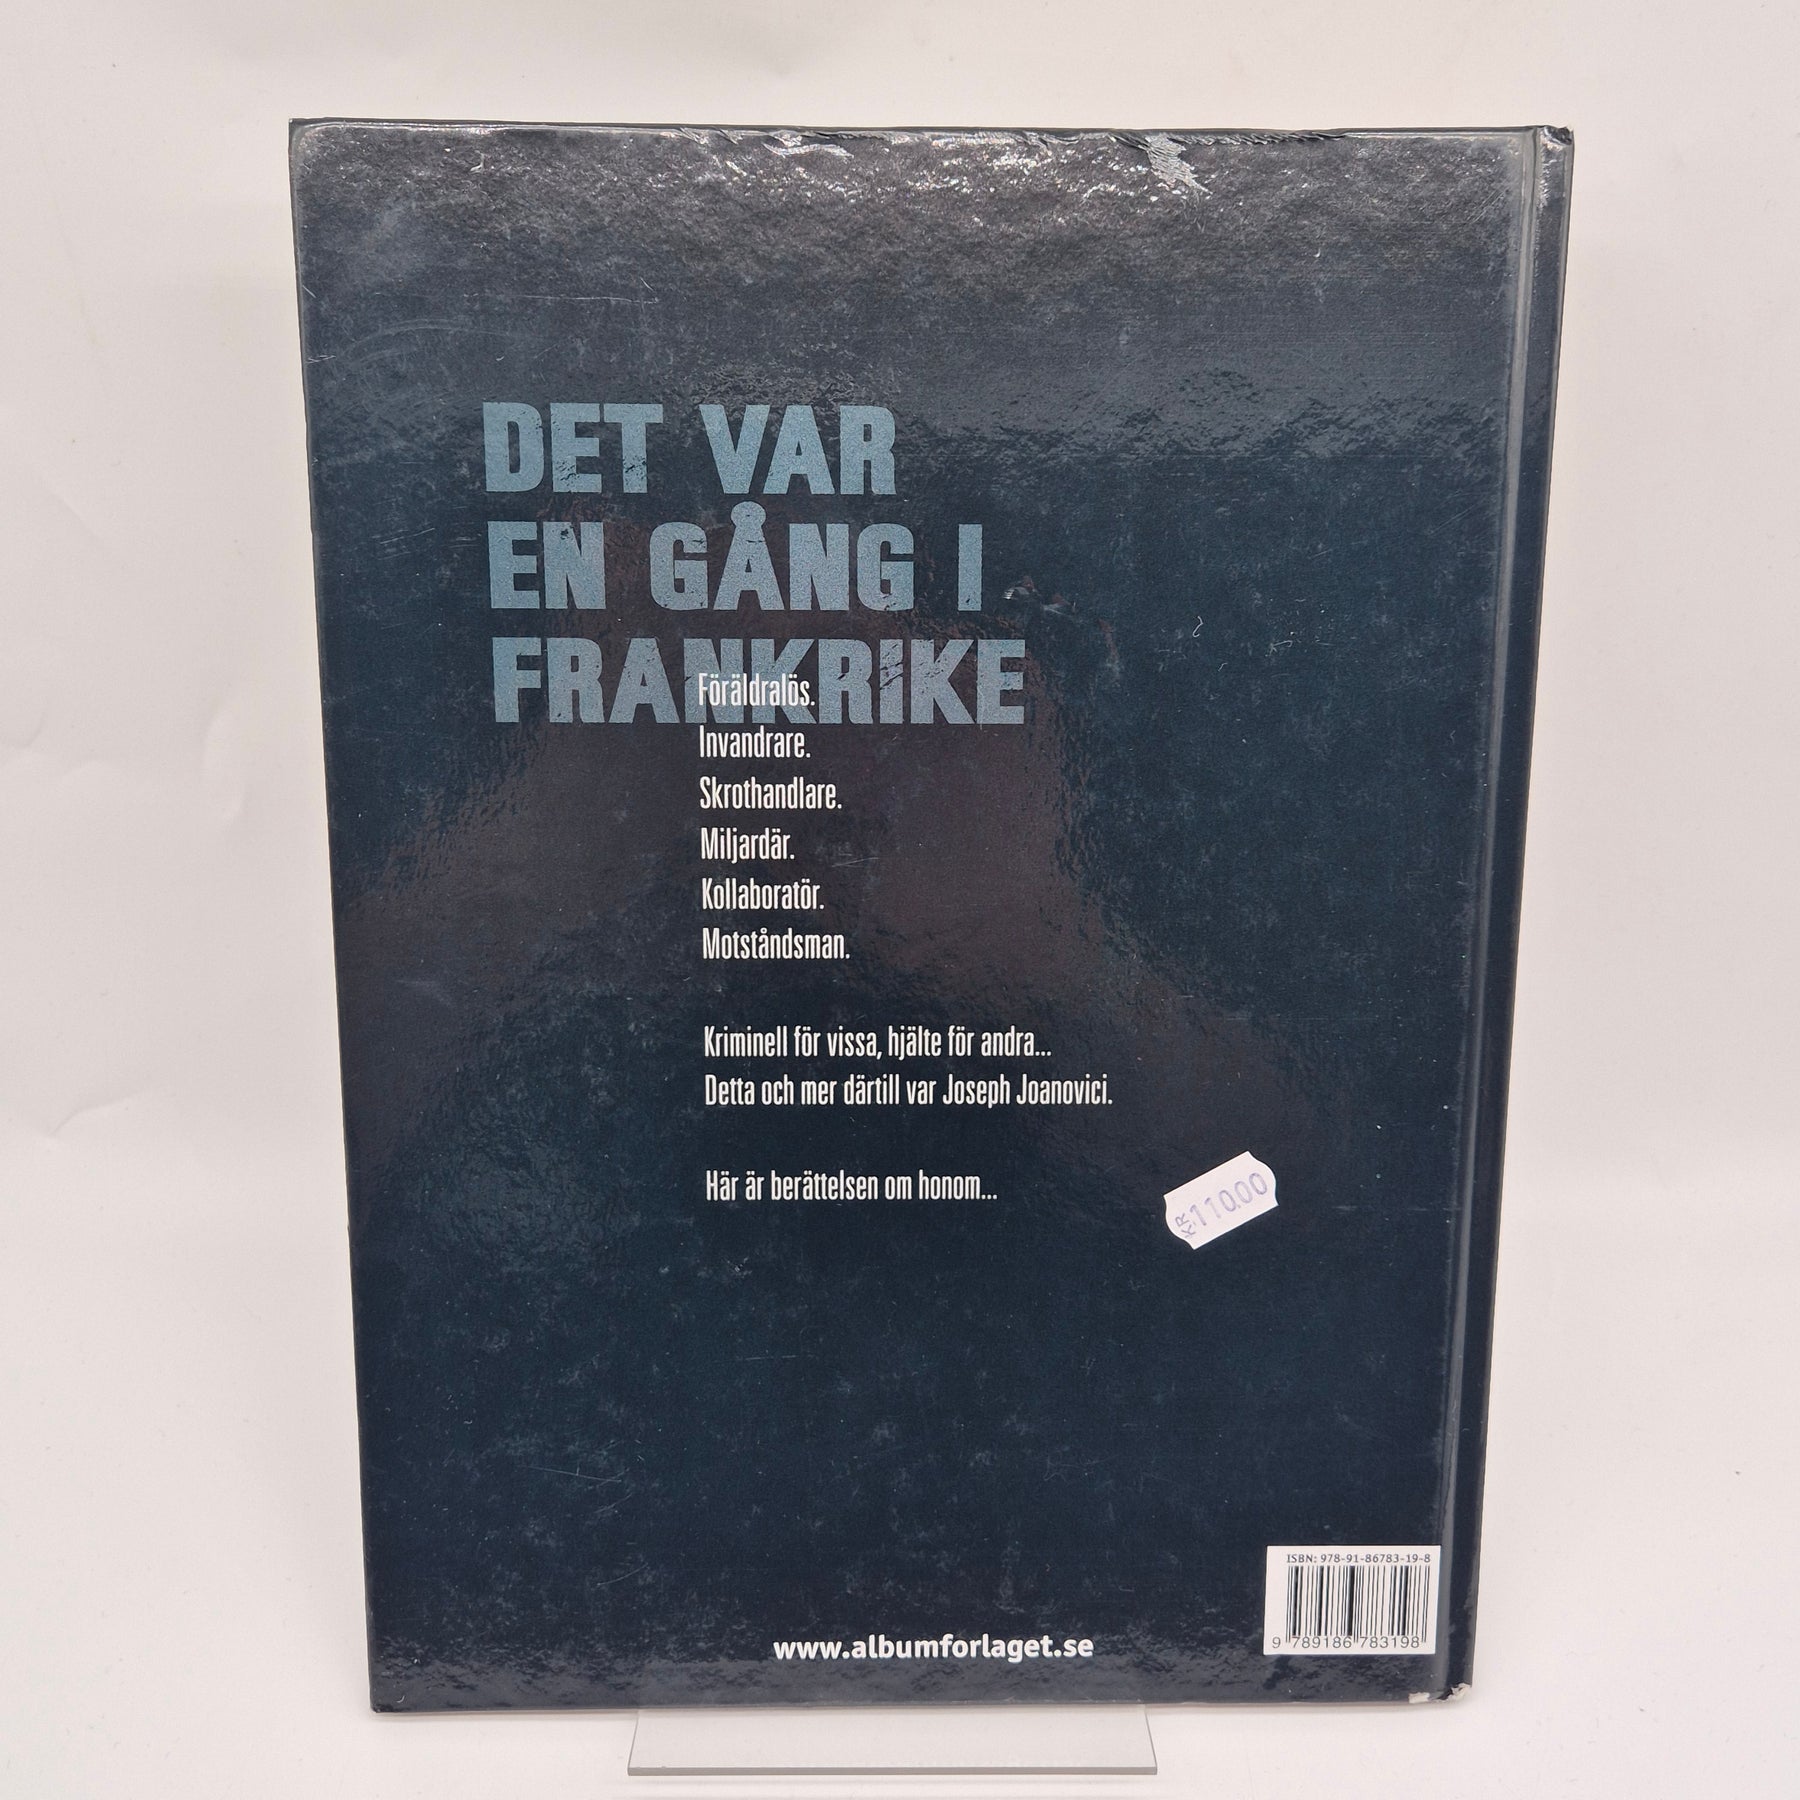 DET VAR
EN GÅNG I
FRANKRIKE
Föräldralös.
Invandrare.
Skrothandlare.
Miljardär.
Kollaboratör.
Motståndsman.
Kriminell för vissa, hjälte för andra...
Detta och mer därtill var Joseph Joanovici.
Här är berättelsen om honom...
KR 110.00
ISBN: 978-91-86783-19-8
9 789186 783198
www.albumforlaget.se